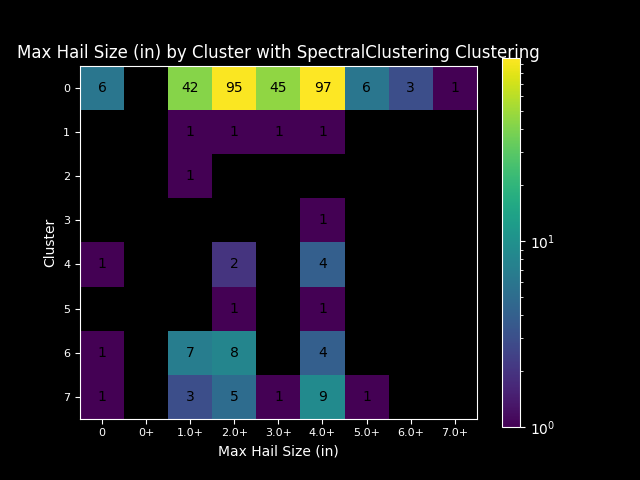 Max Hail Size (in) by Cluster with SpectralClustering Clustering
0 6 42 95 45 97 6 3 1
1 1 1 1 1
2 1
3 1
4 1 2 4
5 1 1
6 1 7 8 4
7 1 3 5 1 9 1
0 0+ 1.0+ 2.0+ 3.0+ 4.0+ 5.0+ 6.0+ 7.0+
Max Hail Size (in)
Cluster
10¹
10⁰